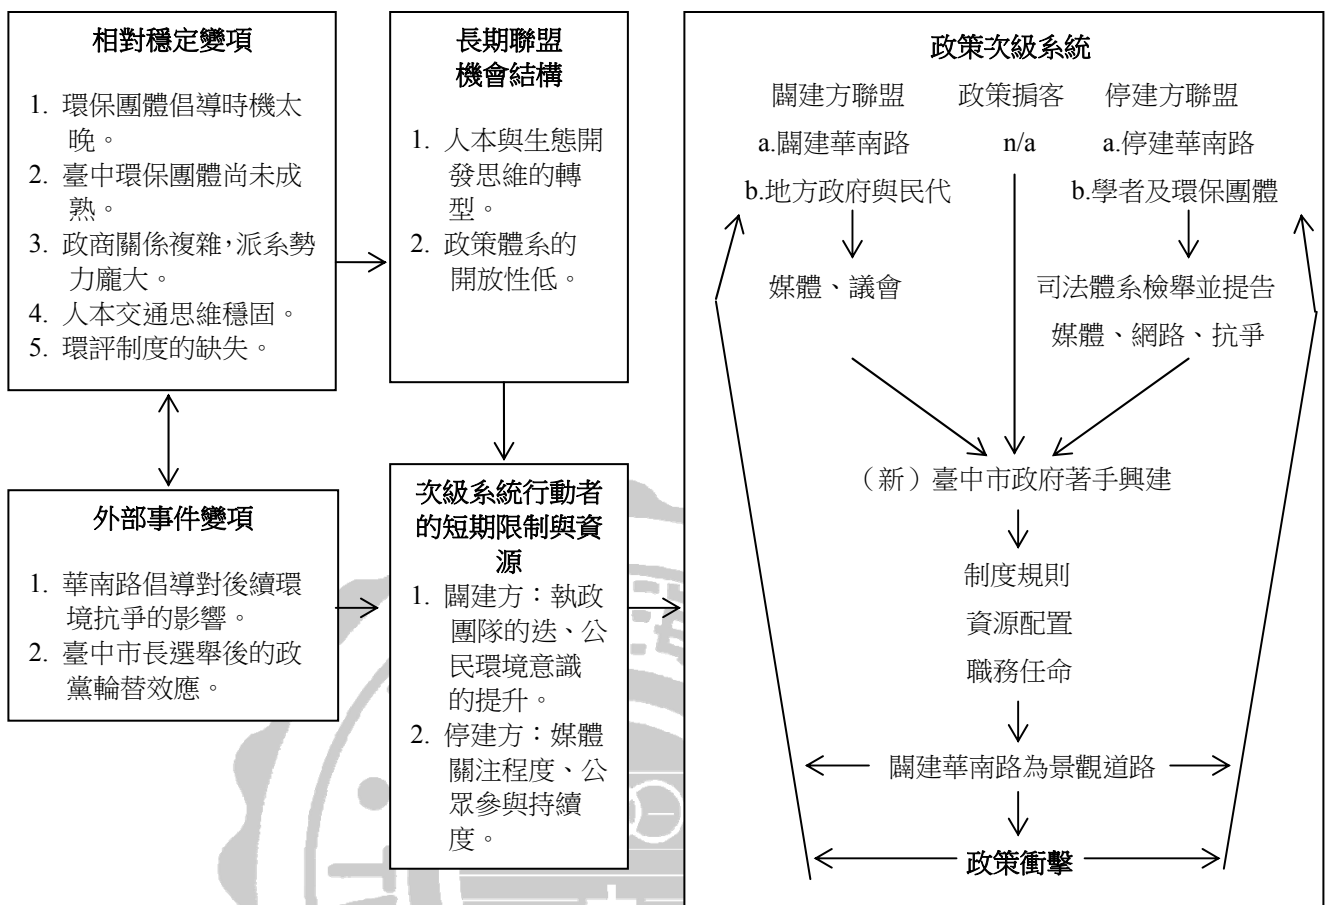 相對穩定變項
1. 環保團體倡導時機太
晚。
2. 臺中環保團體尚未成
熟。
3. 政商關係複雜,派系勢
力龐大。
4. 人本交通思維穩固。
5. 環評制度的缺失。
長期聯盟
機會結構
1. 人本與生態開
發思維的轉
型。
2. 政策體系的
開放性低。
外部事件變項
1. 華南路倡導對後續環
境抗爭的影響。
2. 臺中市長選舉後的政
黨輪替效應。
次級系統行動者
的短期限制與資
源
1. 闢建方:執政
團隊的迭、公
民環境意識
的提升。
2. 停建方:媒體
關注程度、公
眾參與持續
度。
政策次級系統
闢建方聯盟 政策掮客 停建方聯盟
a.闢建華南路 n/a a.停建華南路
b.地方政府與民代 b.學者及環保團體
媒體、議會 司法體系檢舉並提告
媒體、網路、抗爭
(新)臺中市政府著手興建
制度規則
資源配置
職務任命
闢建華南路為景觀道路
政策衝擊